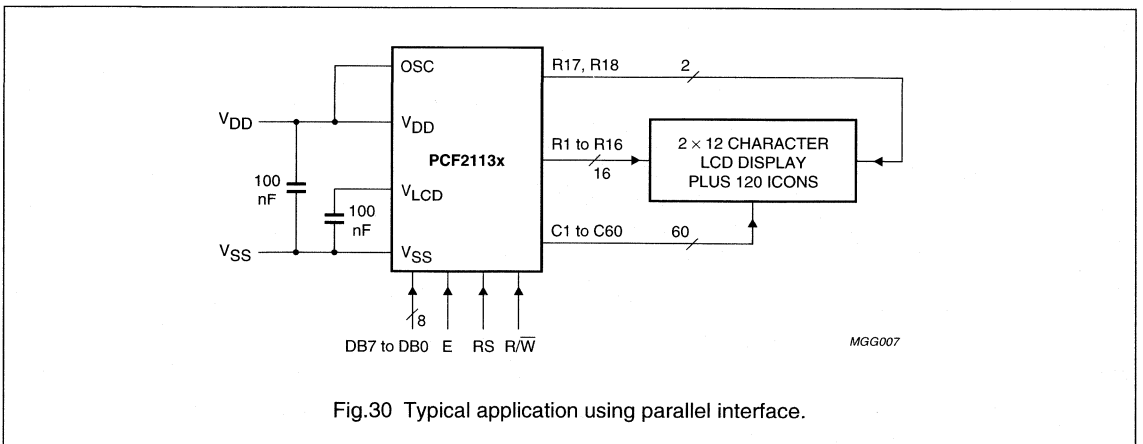 OSC
R17, R18
2
V_DD
V_DD
PCF2113x
R1 to R16
16
2 × 12 CHARACTER
LCD DISPLAY
PLUS 120 ICONS
100
nF
V_LCD
100
nF
C1 to C60
60
V_SS
V_SS
8
DB7 to DB0 E RS R/W̅
MGG007
Fig.30 Typical application using parallel interface.